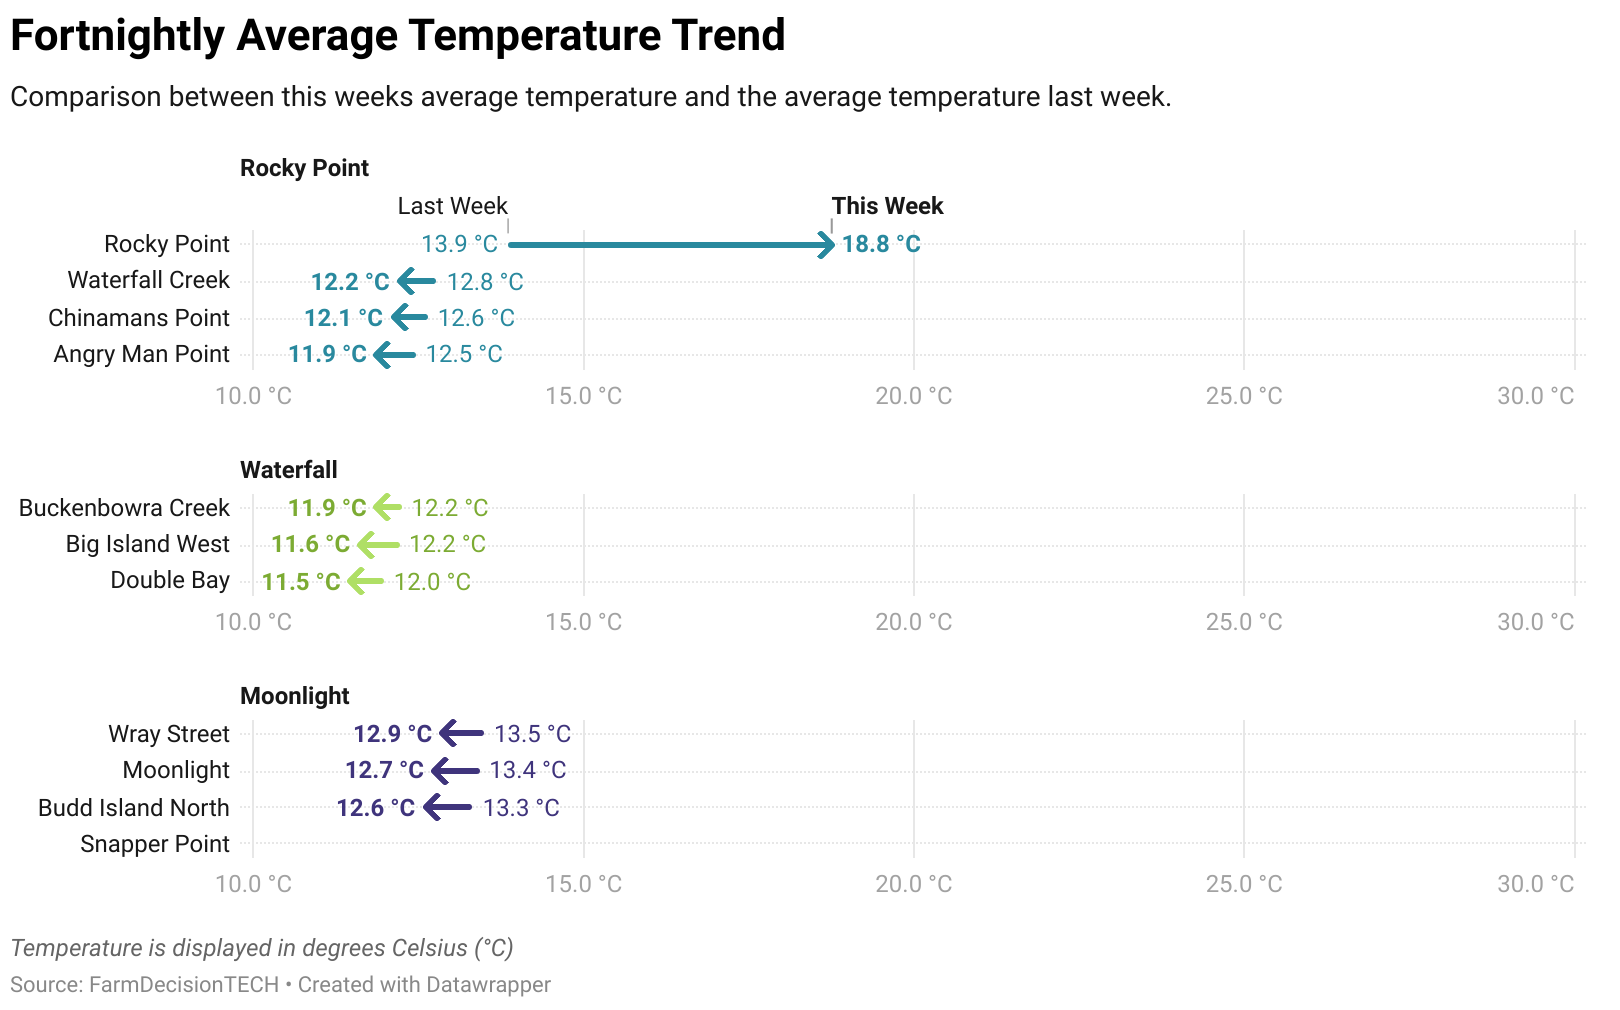 Fortnightly Average Temperature Trend
Comparison between this weeks average temperature and the average temperature last week.
Rocky Point
Last Week This Week
Rocky Point 13.9 °C 18.8 °C
Waterfall Creek 12.2 °C 12.8 °C
Chinamans Point 12.1 °C 12.6 °C
Angry Man Point 11.9 °C 12.5 °C
10.0 °C 15.0 °C 20.0 °C 25.0 °C 30.0 °C
Waterfall
Buckenbowra Creek 11.9 °C 12.2 °C
Big Island West 11.6 °C 12.2 °C
Double Bay 11.5 °C 12.0 °C
10.0 °C 15.0 °C 20.0 °C 25.0 °C 30.0 °C
Moonlight
Wray Street 12.9 °C 13.5 °C
Moonlight 12.7 °C 13.4 °C
Budd Island North 12.6 °C 13.3 °C
Snapper Point
10.0 °C 15.0 °C 20.0 °C 25.0 °C 30.0 °C
Temperature is displayed in degrees Celsius (°C)
Source: FarmDecisionTECH • Created with Datawrapper